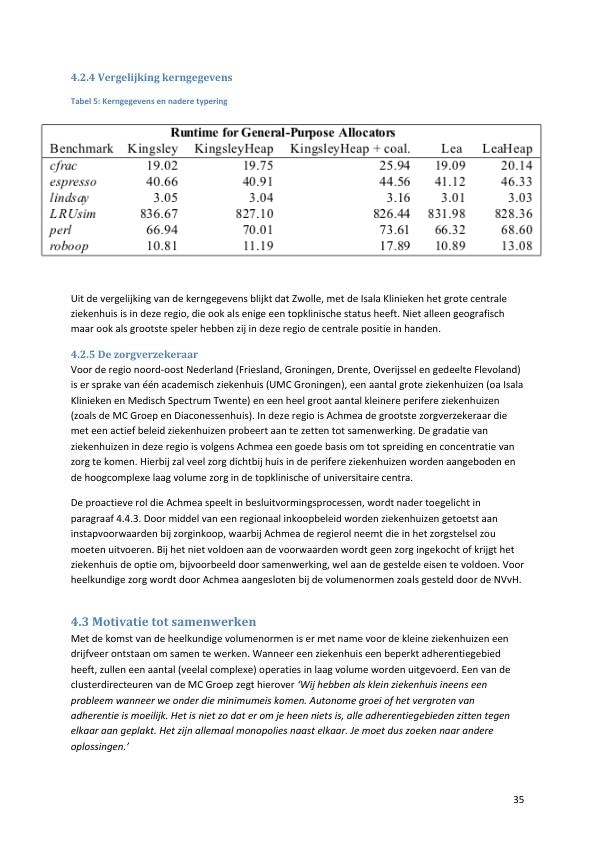 4.2.4 Vergelijking kerngegevens
Tabel 5: Kerngegevens en nadere typering
Runtime for General-Purpose Allocators
Benchmark Kingsley KingsleyHeap KingsleyHeap + coal. Lea LeaHeap
cfrac 19.02 19.75 25.94 19.09 20.14
espresso 40.66 40.91 44.56 41.12 46.33
lindsay 3.05 3.04 3.16 3.01 3.03
LRUsim 836.67 827.10 826.44 831.98 828.36
perl 66.94 70.01 73.61 66.32 68.60
roboop 10.81 11.19 17.89 10.89 13.08
Uit de vergelijking van de kerngegevens blijkt dat Zwolle, met de Isala Klinieken het grote centrale
ziekenhuis is in deze regio, die ook als enige een topklinische status heeft. Niet alleen geografisch
maar ook als grootste speler hebben zij in deze regio de centrale positie in handen.
4.2.5 De zorgverzekeraar
Voor de regio noord-oost Nederland (Friesland, Groningen, Drente, Overijssel en gedeelte Flevoland)
is er sprake van één academisch ziekenhuis (UMC Groningen), een aantal grote ziekenhuizen (oa Isala
Klinieken en Medisch Spectrum Twente) en een heel groot aantal kleinere perifere ziekenhuizen
(zoals de MC Groep en Diaconessenhuis). In deze regio is Achmea de grootste zorgverzekeraar die
met een actief beleid ziekenhuizen probeert aan te zetten tot samenwerking. De gradatie van
ziekenhuizen in deze regio is volgens Achmea een goede basis om tot spreiding en concentratie van
zorg te komen. Hierbij zal veel zorg dichtbij huis in de perifere ziekenhuizen worden aangeboden en
de hoogcomplexe laag volume zorg in de topklinische of universitaire centra.
De proactieve rol die Achmea speelt in besluitvormingsprocessen, wordt nader toegelicht in
paragraaf 4.4.3. Door middel van een regionaal inkoopbeleid worden ziekenhuizen getoetst aan
instapvoorwaarden bij zorginkoop, waarbij Achmea de regierol neemt die in het zorgstelsel zou
moeten uitvoeren. Bij het niet voldoen aan de voorwaarden wordt geen zorg ingekocht of krijgt het
ziekenhuis de optie om, bijvoorbeeld door samenwerking, wel aan de gestelde eisen te voldoen. Voor
heelkundige zorg wordt door Achmea aangesloten bij de volumenormen zoals gesteld door de NVvH.
4.3 Motivatie tot samenwerken
Met de komst van de heelkundige volumenormen is er met name voor de kleine ziekenhuizen een
drijfveer ontstaan om samen te werken. Wanneer een ziekenhuis een beperkt adherentiegebied
heeft, zullen een aantal (veelal complexe) operaties in laag volume worden uitgevoerd. Een van de
clusterdirecteuren van de MC Groep zegt hierover ‘Wij hebben als klein ziekenhuis ineens een
probleem wanneer we onder die minimumeis komen. Autonome groei of het vergroten van
adherentie is moeilijk. Het is niet zo dat er om je heen niets is, alle adherentiegebieden zitten tegen
elkaar aan geplakt. Het zijn allemaal monopolies naast elkaar. Je moet dus zoeken naar andere
oplossingen.’
35